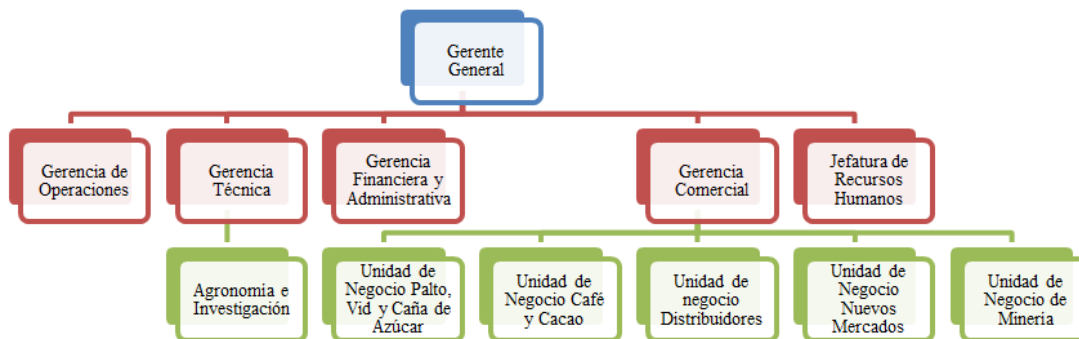 Gerente
General
Gerencia de
Operaciones
Gerencia
Técnica
Gerencia
Financiera y
Administrativa
Gerencia
Comercial
Jefatura de
Recursos
Humanos
Agronomía e
Investigación
Unidad de
Negocio Palto,
Vid y Caña de
Azúcar
Unidad de
Negocio Café
y Cacao
Unidad de
negocio
Distribuidores
Unidad de
Negocio
Nuevos
Mercados
Unidad de
Negocio de
Mineria